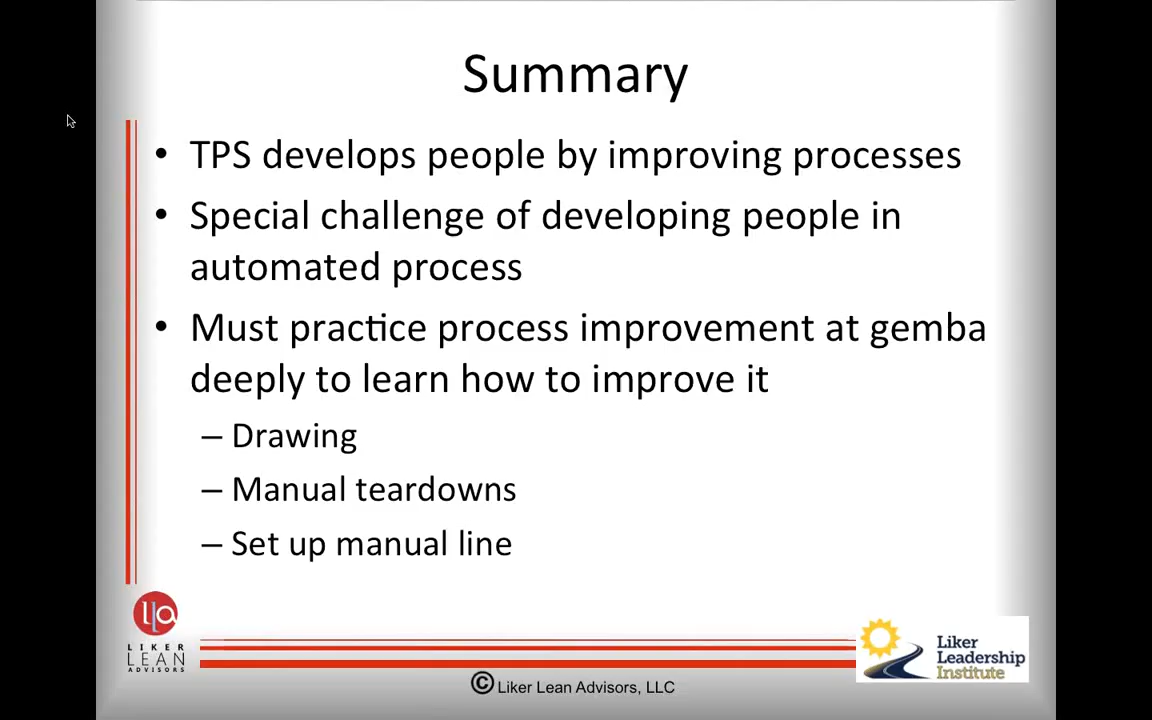 Summary
• TPS develops people by improving processes
• Special challenge of developing people in
automated process
• Must practice process improvement at gemba
deeply to learn how to improve it
– Drawing
– Manual teardowns
– Set up manual line
lla
LIKER
LEAN
ADVISORS
Liker
Leadership
Institute
© Liker Lean Advisors, LLC